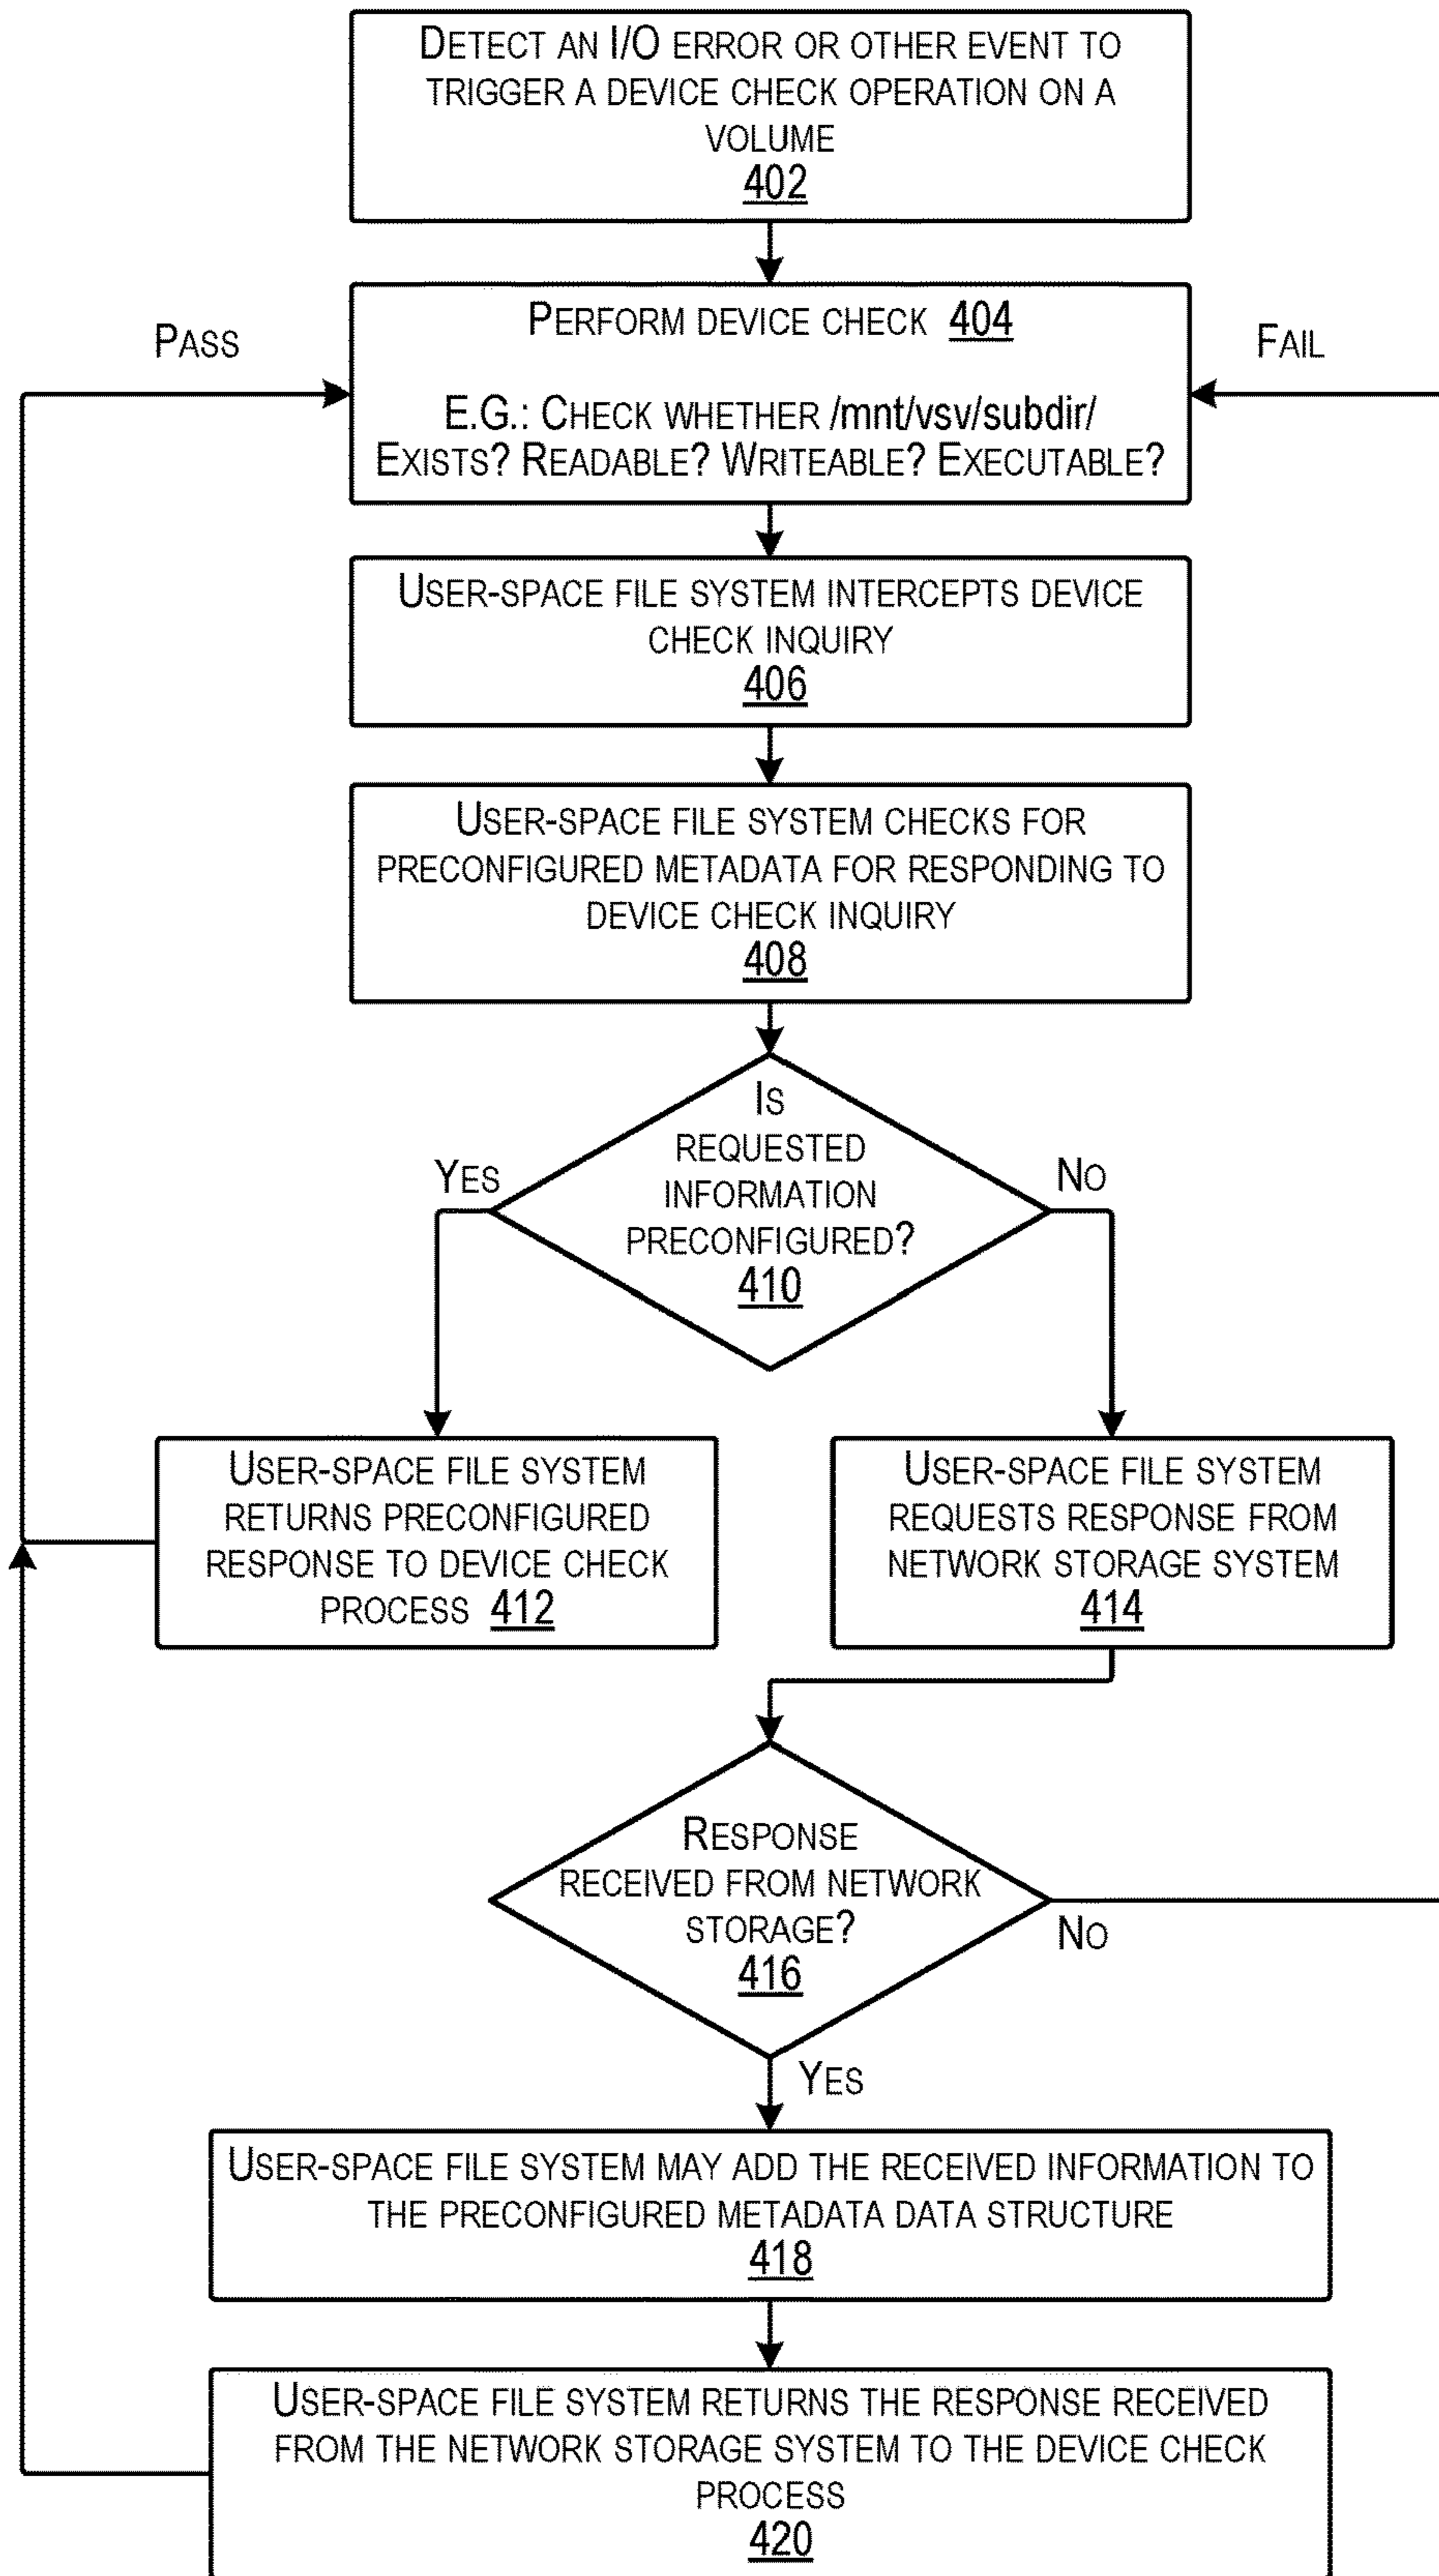 DETECT AN I/O ERROR OR OTHER EVENT TO
TRIGGER A DEVICE CHECK OPERATION ON A
VOLUME
402
PERFORM DEVICE CHECK 404
PASS
FAIL
E.G.: CHECK WHETHER /mnt/vsv/subdir/
EXISTS? READABLE? WRITEABLE? EXECUTABLE?
USER-SPACE FILE SYSTEM INTERCEPTS DEVICE
CHECK INQUIRY
406
USER-SPACE FILE SYSTEM CHECKS FOR
PRECONFIGURED METADATA FOR RESPONDING TO
DEVICE CHECK INQUIRY
408
IS
REQUESTED
INFORMATION
PRECONFIGURED?
410
YES
NO
USER-SPACE FILE SYSTEM
RETURNS PRECONFIGURED
RESPONSE TO DEVICE CHECK
PROCESS 412
USER-SPACE FILE SYSTEM
REQUESTS RESPONSE FROM
NETWORK STORAGE SYSTEM
414
RESPONSE
RECEIVED FROM NETWORK
STORAGE?
416
NO
YES
USER-SPACE FILE SYSTEM MAY ADD THE RECEIVED INFORMATION TO
THE PRECONFIGURED METADATA DATA STRUCTURE
418
USER-SPACE FILE SYSTEM RETURNS THE RESPONSE RECEIVED
FROM THE NETWORK STORAGE SYSTEM TO THE DEVICE CHECK
PROCESS
420